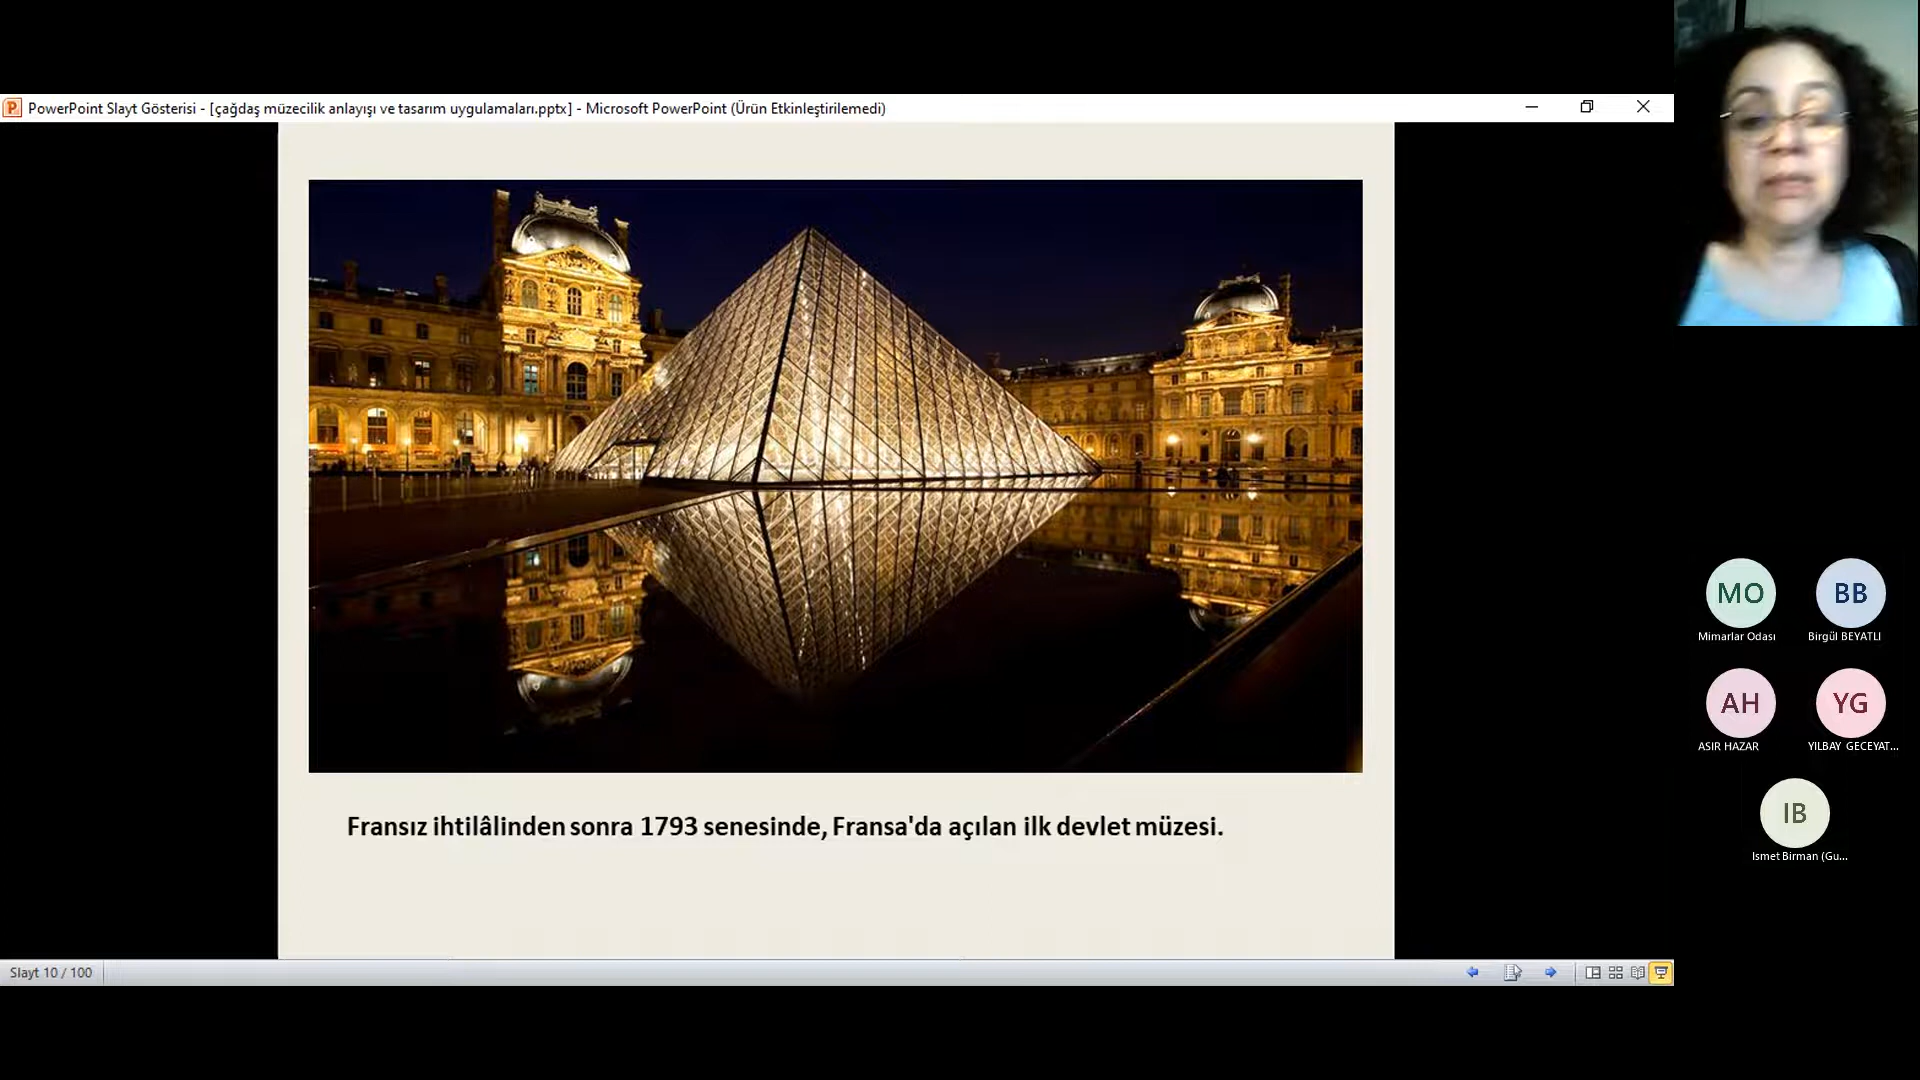 PowerPoint Slayt Gösterisi - [çağdaş müzecilik anlayışı ve tasarım uygulamaları.pptx] - Microsoft PowerPoint (Ürün Etkinleştirilemedi)
Fransız ihtilâlinden sonra 1793 senesinde, Fransa'da açılan ilk devlet müzesi.
Slayt 10 / 100
MO
Mimarlar Odası
BB
Birgül BEYATLI
AH
ASIR HAZAR
YG
YILBAY GECEYAT...
IB
Ismet Birman (Gu...